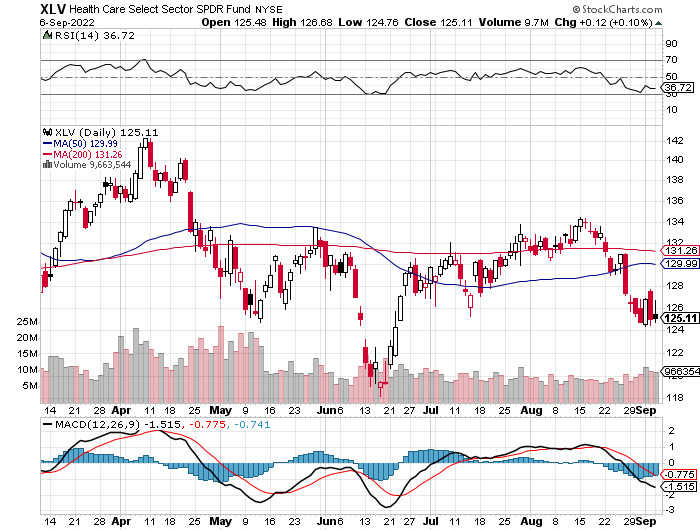 XLV Health Care Select Sector SPDR Fund NYSE © StockCharts.com
6-Sep-2022 Open 125.48 High 126.68 Low 124.76 Close 125.11 Volume 9.7M Chg +0.12 (+0.10%)
RSI(14) 36.72
90
70
50
36.72
30
10
XLV (Daily) 125.11
MA(50) 129.99
MA(200) 131.26
Volume 9,663,544
142
140
138
136
134
132
131.26
129.99
128
126
125.11
120
118
25M
20M
15M
10M
5M
9663544
14 21 Apr 11 18 25 May 9 16 23 Jun 6 13 21 27 Jul 11 18 25 Aug 8 15 22 29 Sep
MACD(12,26,9) -1.515, -0.775, -0.741
2
1
0
-0.775
-1.515
-2
14 21 Apr 11 18 25 May 9 16 23 Jun 6 13 21 27 Jul 11 18 25 Aug 8 15 22 29 Sep